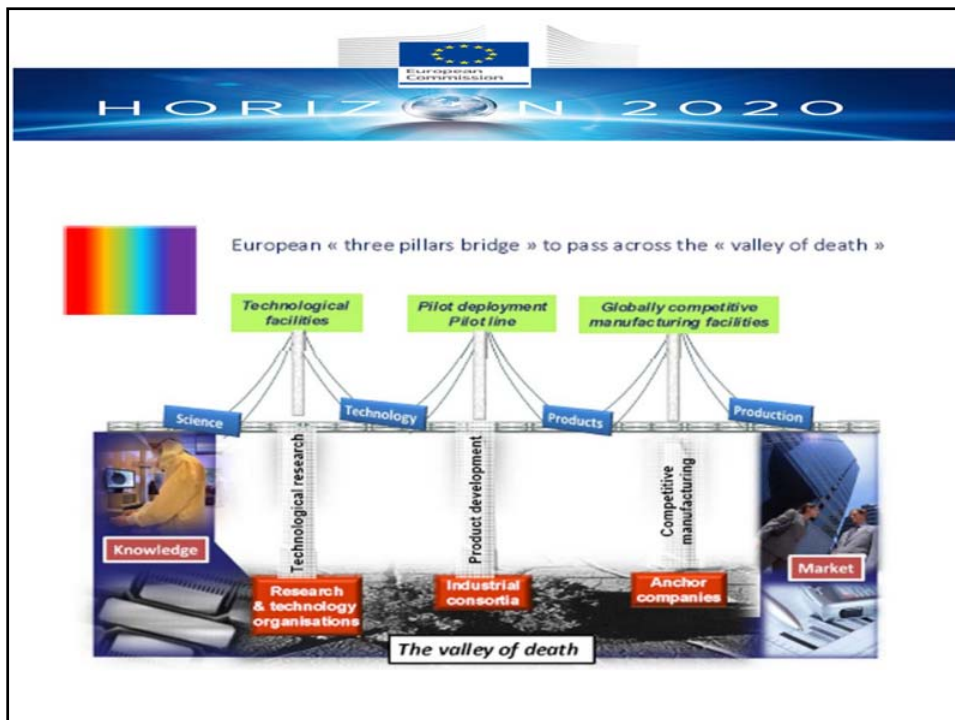 European
Commission
HORIZON 2020
European « three pillars bridge » to pass across the « valley of death »
Technological
facilities
Pilot deployment
Pilot line
Globally competitive
manufacturing facilities
Science
Technology
Products
Production
Technological research
Product development
Competitive
manufacturing
Knowledge
Market
Research
& technology
organisations
Industrial
consortia
Anchor
companies
The valley of death